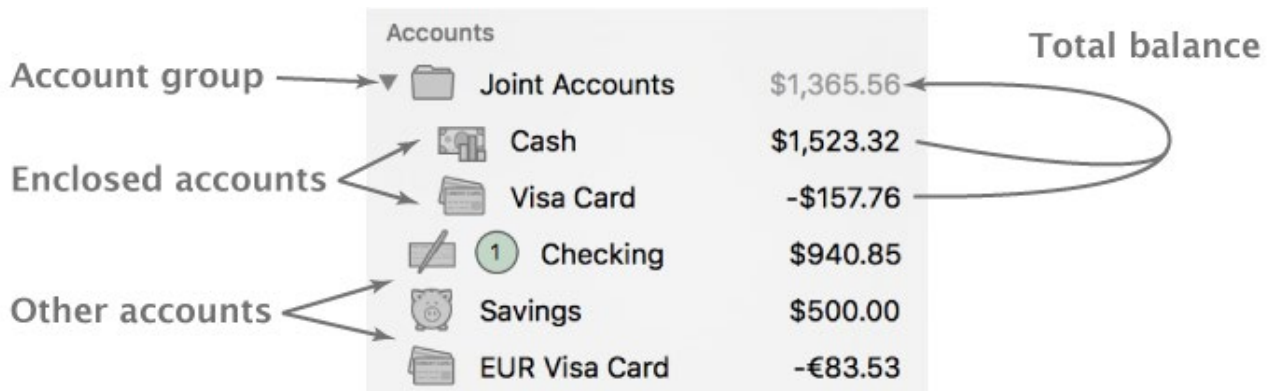 Accounts
Total balance
Account group
Joint Accounts $1,365.56
Cash $1,523.32
Enclosed accounts
Visa Card -$157.76
1 Checking $940.85
Other accounts
Savings $500.00
EUR Visa Card -€83.53